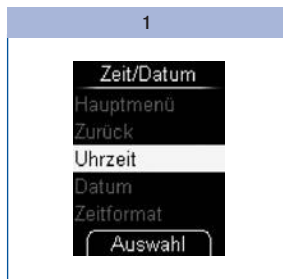 1
Zeit/Datum
Hauptmenü
Zurück
Uhrzeit
Datum
Zeitformat
Auswahl